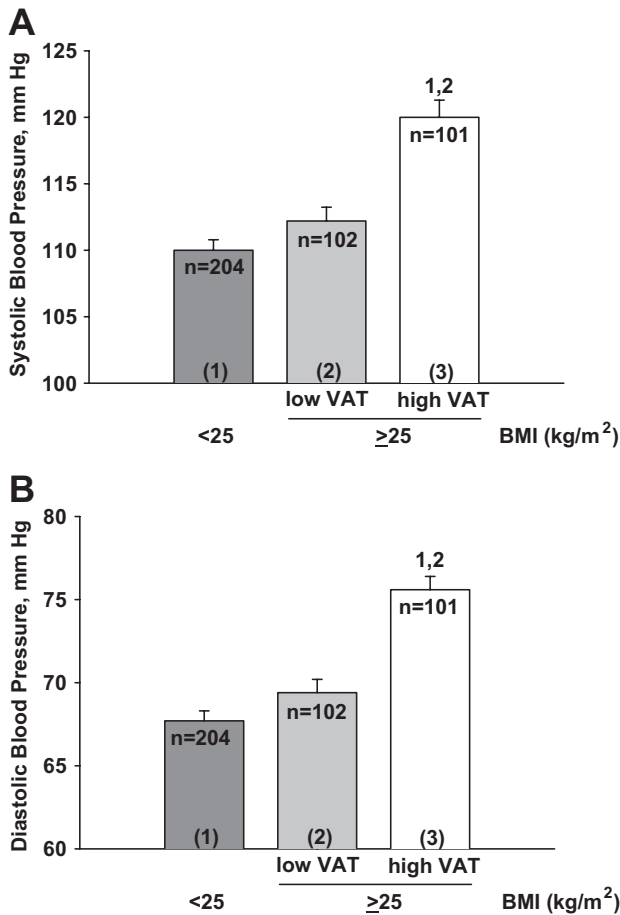 A
Systolic Blood Pressure, mm Hg
125
120
115
110
105
100
1,2
n=101
n=102
n=204
(1)
(2)
(3)
low VAT
high VAT
<25
≥25
BMI (kg/m²)
B
Diastolic Blood Pressure, mm Hg
80
75
70
65
60
1,2
n=101
n=102
n=204
(1)
(2)
(3)
low VAT
high VAT
<25
≥25
BMI (kg/m²)